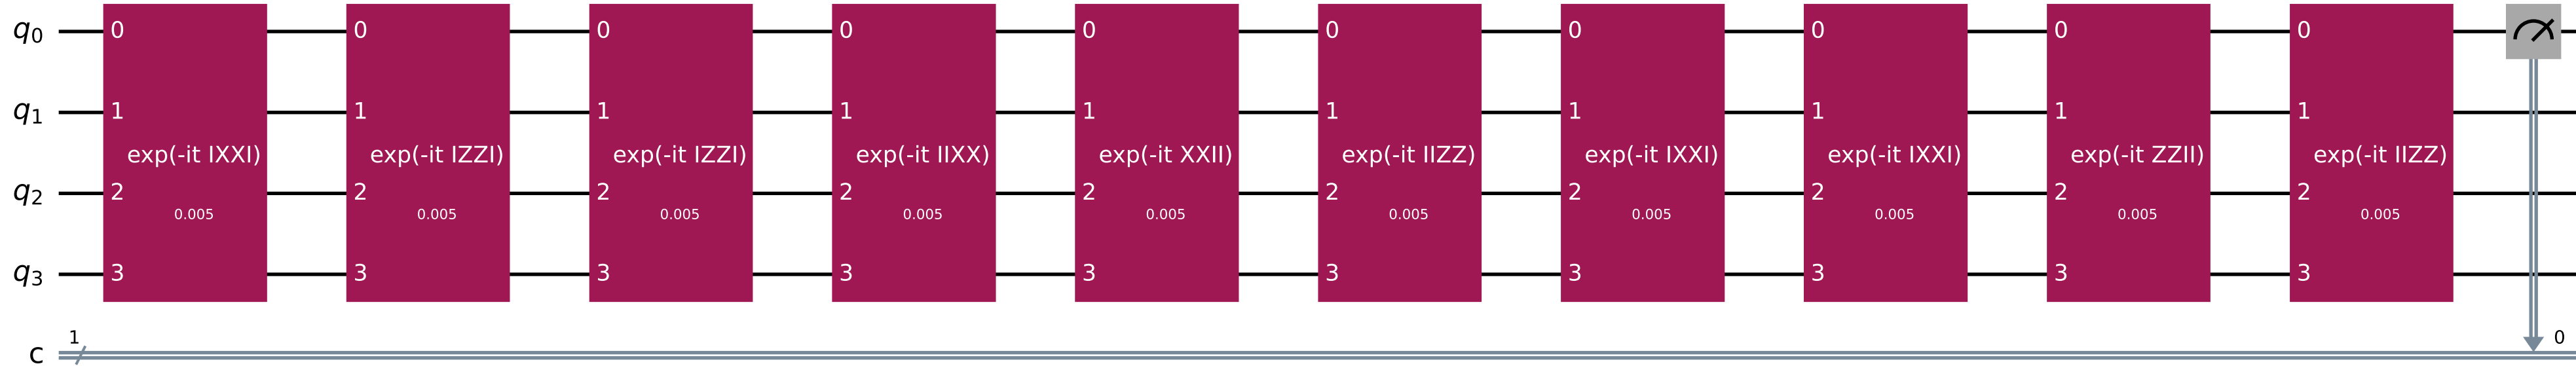 q0 0 0 0 0 0 0 0 0 0 0
q1 1 1 1 1 1 1 1 1 1 1
exp(-it IXXI) exp(-it IZZI) exp(-it IZZI) exp(-it IIXX) exp(-it XXII) exp(-it IIZZ) exp(-it IXXI) exp(-it IXXI) exp(-it ZZII) exp(-it IIZZ)
q2 2 2 2 2 2 2 2 2 2 2
0.005 0.005 0.005 0.005 0.005 0.005 0.005 0.005 0.005 0.005
q3 3 3 3 3 3 3 3 3 3 3
1 0
c